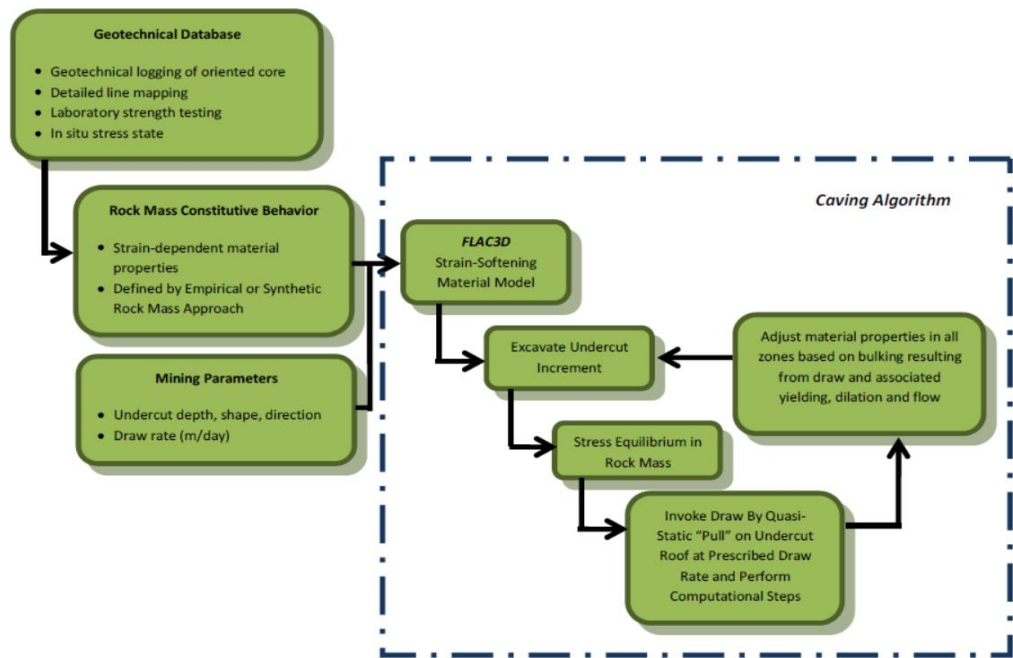 Geotechnical Database
• Geotechnical logging of oriented core
• Detailed line mapping
• Laboratory strength testing
• In situ stress state
Rock Mass Constitutive Behavior
• Strain-dependent material
properties
• Defined by Empirical or Synthetic
Rock Mass Approach
Mining Parameters
• Undercut depth, shape, direction
• Draw rate (m/day)
Caving Algorithm
FLAC3D
Strain-Softening
Material Model
Excavate Undercut
Increment
Stress Equilibrium in
Rock Mass
Invoke Draw By Quasi-
Static “Pull” on Undercut
Roof at Prescribed Draw
Rate and Perform
Computational Steps
Adjust material properties in all
zones based on bulking resulting
from draw and associated
yielding, dilation and flow